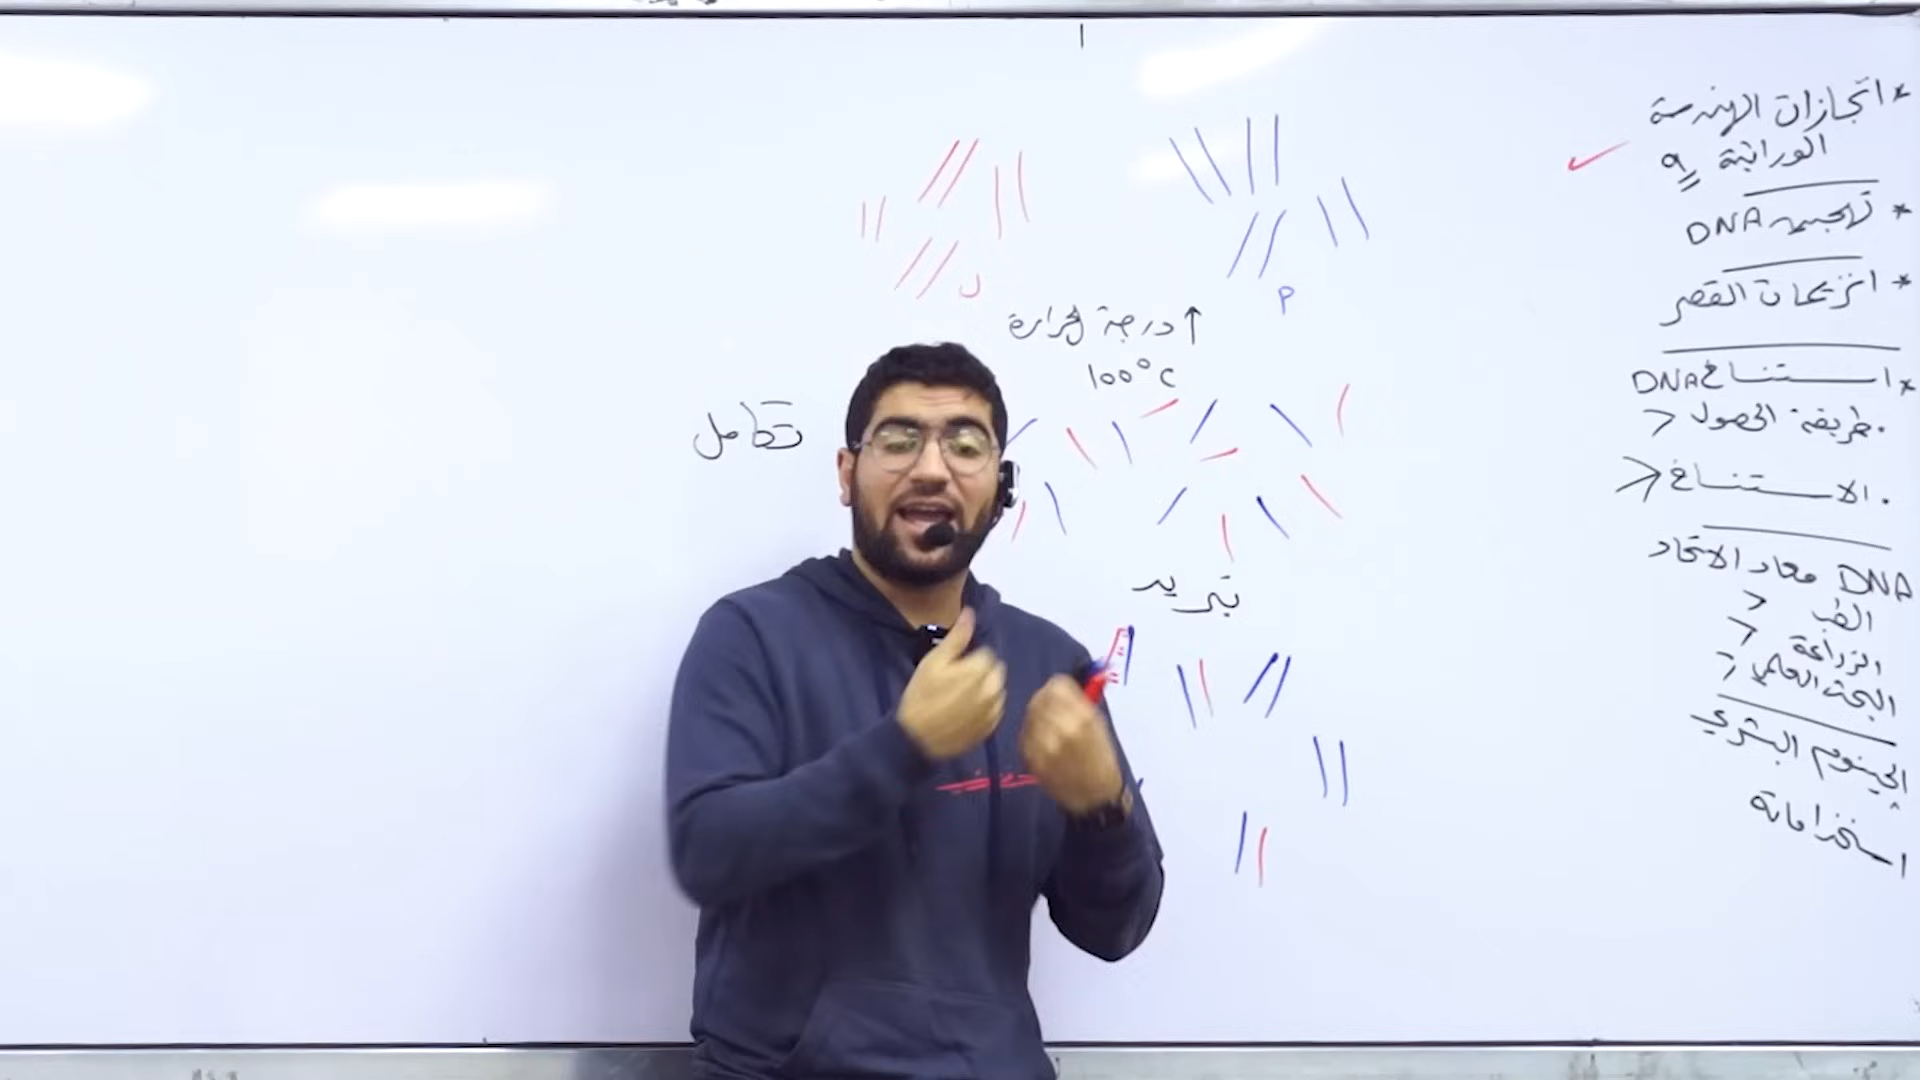 * انجازات الهندسة
الوراثية ٩
* تهجين DNA
* انزيمات القصر
* استنساخ DNA
. طريقة الحصول <
. الاستنساخ <
DNA معاد الاتحاد
الطب <
الزراعة <
البحث العلمي <
الجينوم البشري
استخداماته
ل
P
↑ درجة الحرارة
100°C
تكامل
تبريد